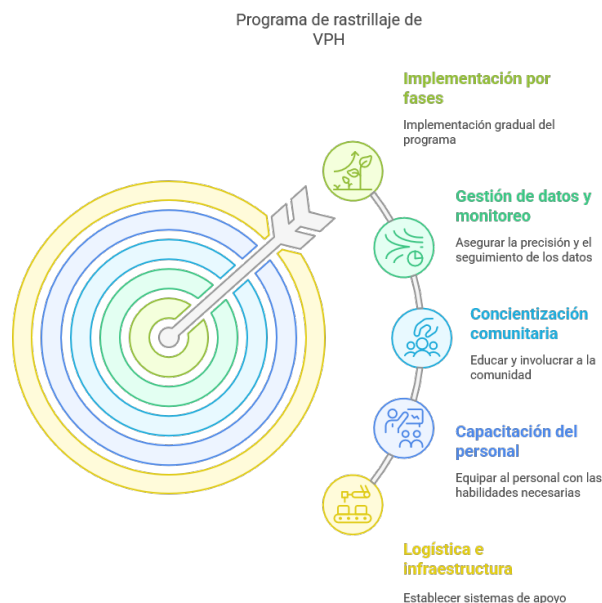 Programa de rastrillaje de
VPH
Implementación por
fases
Implementación gradual del
programa
Gestión de datos y
monitoreo
Asegurar la precisión y el
seguimiento de los datos
Concientización
comunitaria
Educar y involucrar a la
comunidad
Capacitación del
personal
Equipar al personal con las
habilidades necesarias
Logística e
infraestructura
Establecer sistemas de apoyo